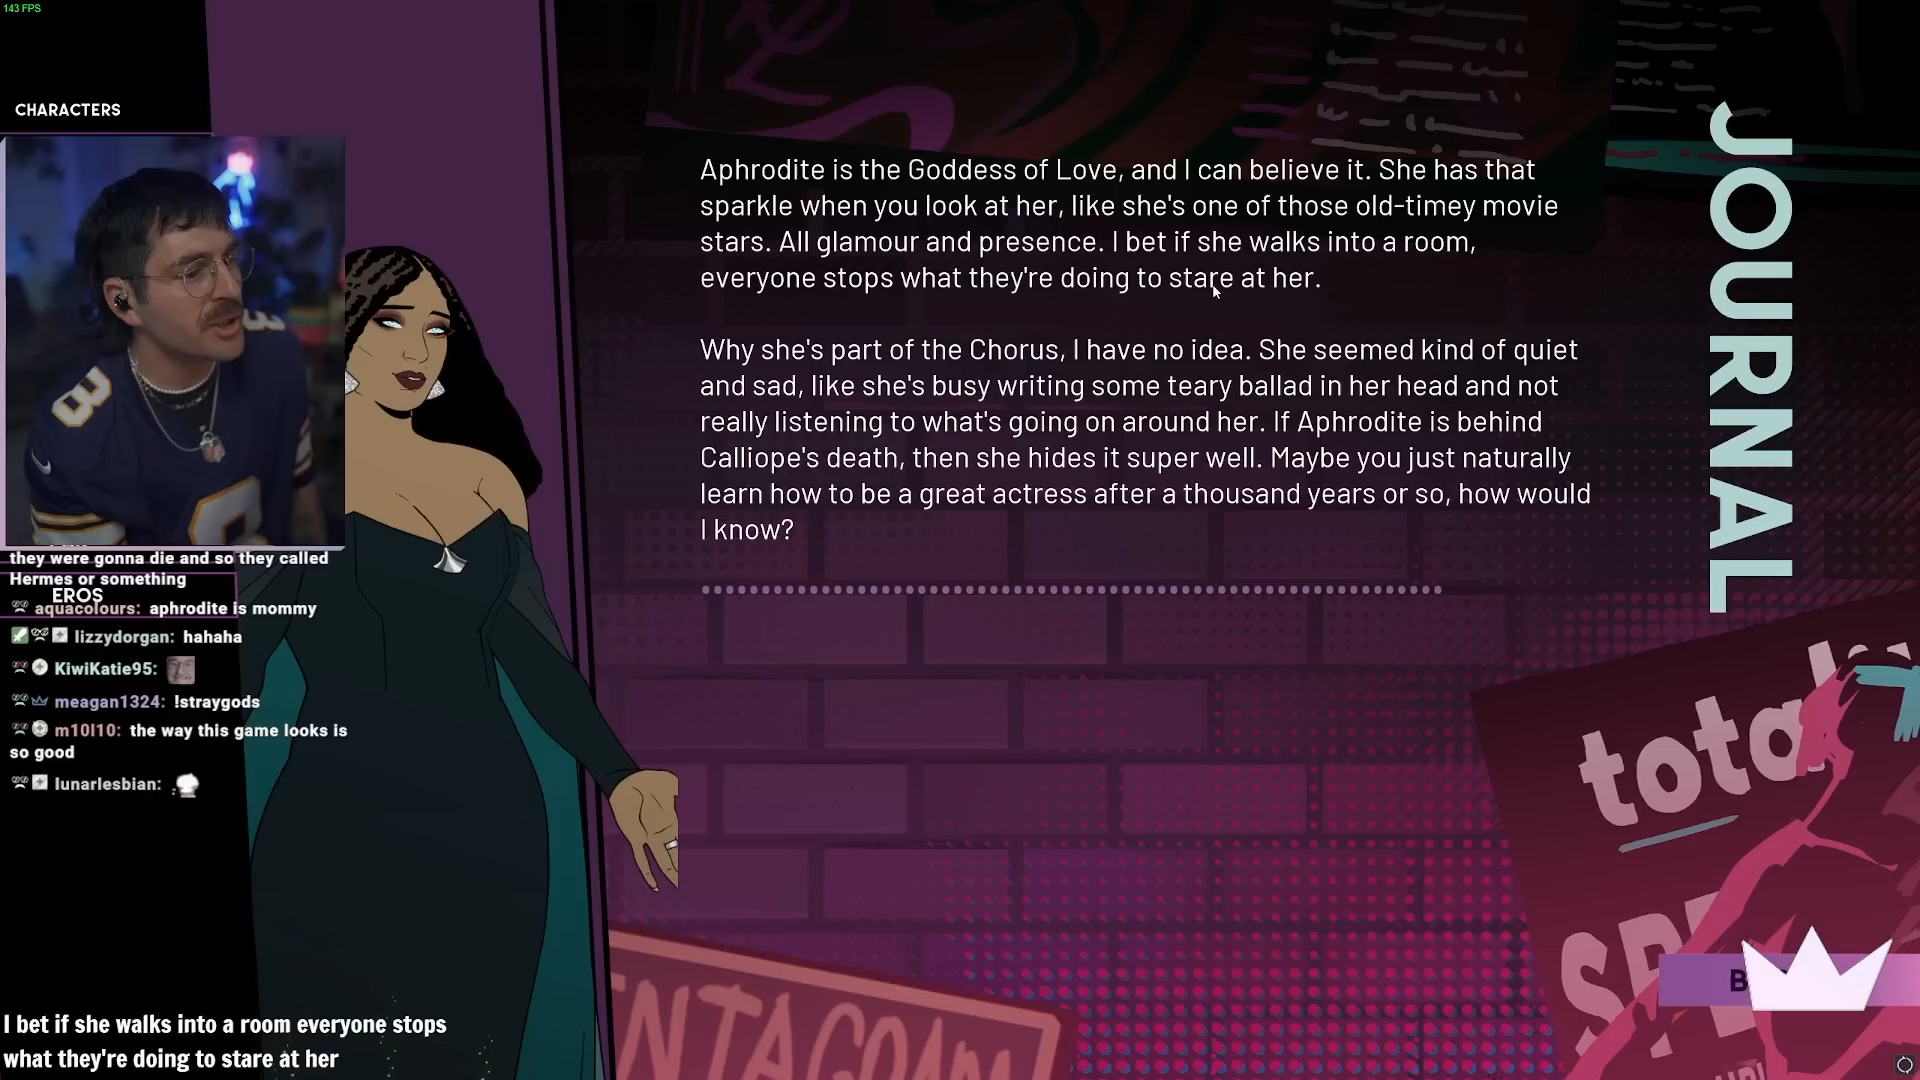 143 FPS
CHARACTERS
JOURNAL
Aphrodite is the Goddess of Love, and I can believe it. She has that
sparkle when you look at her, like she's one of those old-timey movie
stars. All glamour and presence. I bet if she walks into a room,
everyone stops what they're doing to stare at her.
Why she's part of the Chorus, I have no idea. She seemed kind of quiet
and sad, like she's busy writing some teary ballad in her head and not
really listening to what's going on around her. If Aphrodite is behind
Calliope's death, then she hides it super well. Maybe you just naturally
learn how to be a great actress after a thousand years or so, how would
I know?
they were gonna die and so they called
Hermes or something
EROS
aquacolours: aphrodite is mommy
lizzydorgan: hahaha
KiwiKatie95:
meagan1324: !straygods
m10l10: the way this game looks is
so good
lunarlesbian:
I bet if she walks into a room everyone stops
what they're doing to stare at her